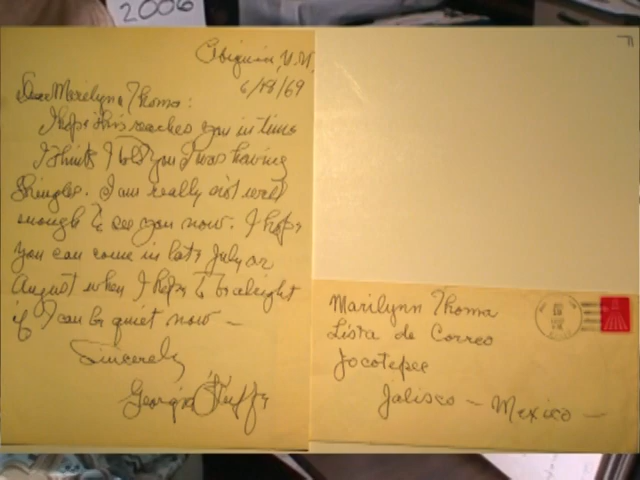 2006
Abiquiu, N.M.
6/18/69
Dear Marilynn Thoma:
I hope this reaches you in time
I think I told you I was having
Shingles. I am really not well
enough to see you now. I hope
you can come in late July or
August when I hope to be alright
if I can be quiet now —
Sincerely
Georgia O'Keeffe
Marilynn Thoma
Lista de Correo
Jocotepec
Jalisco — Mexico —